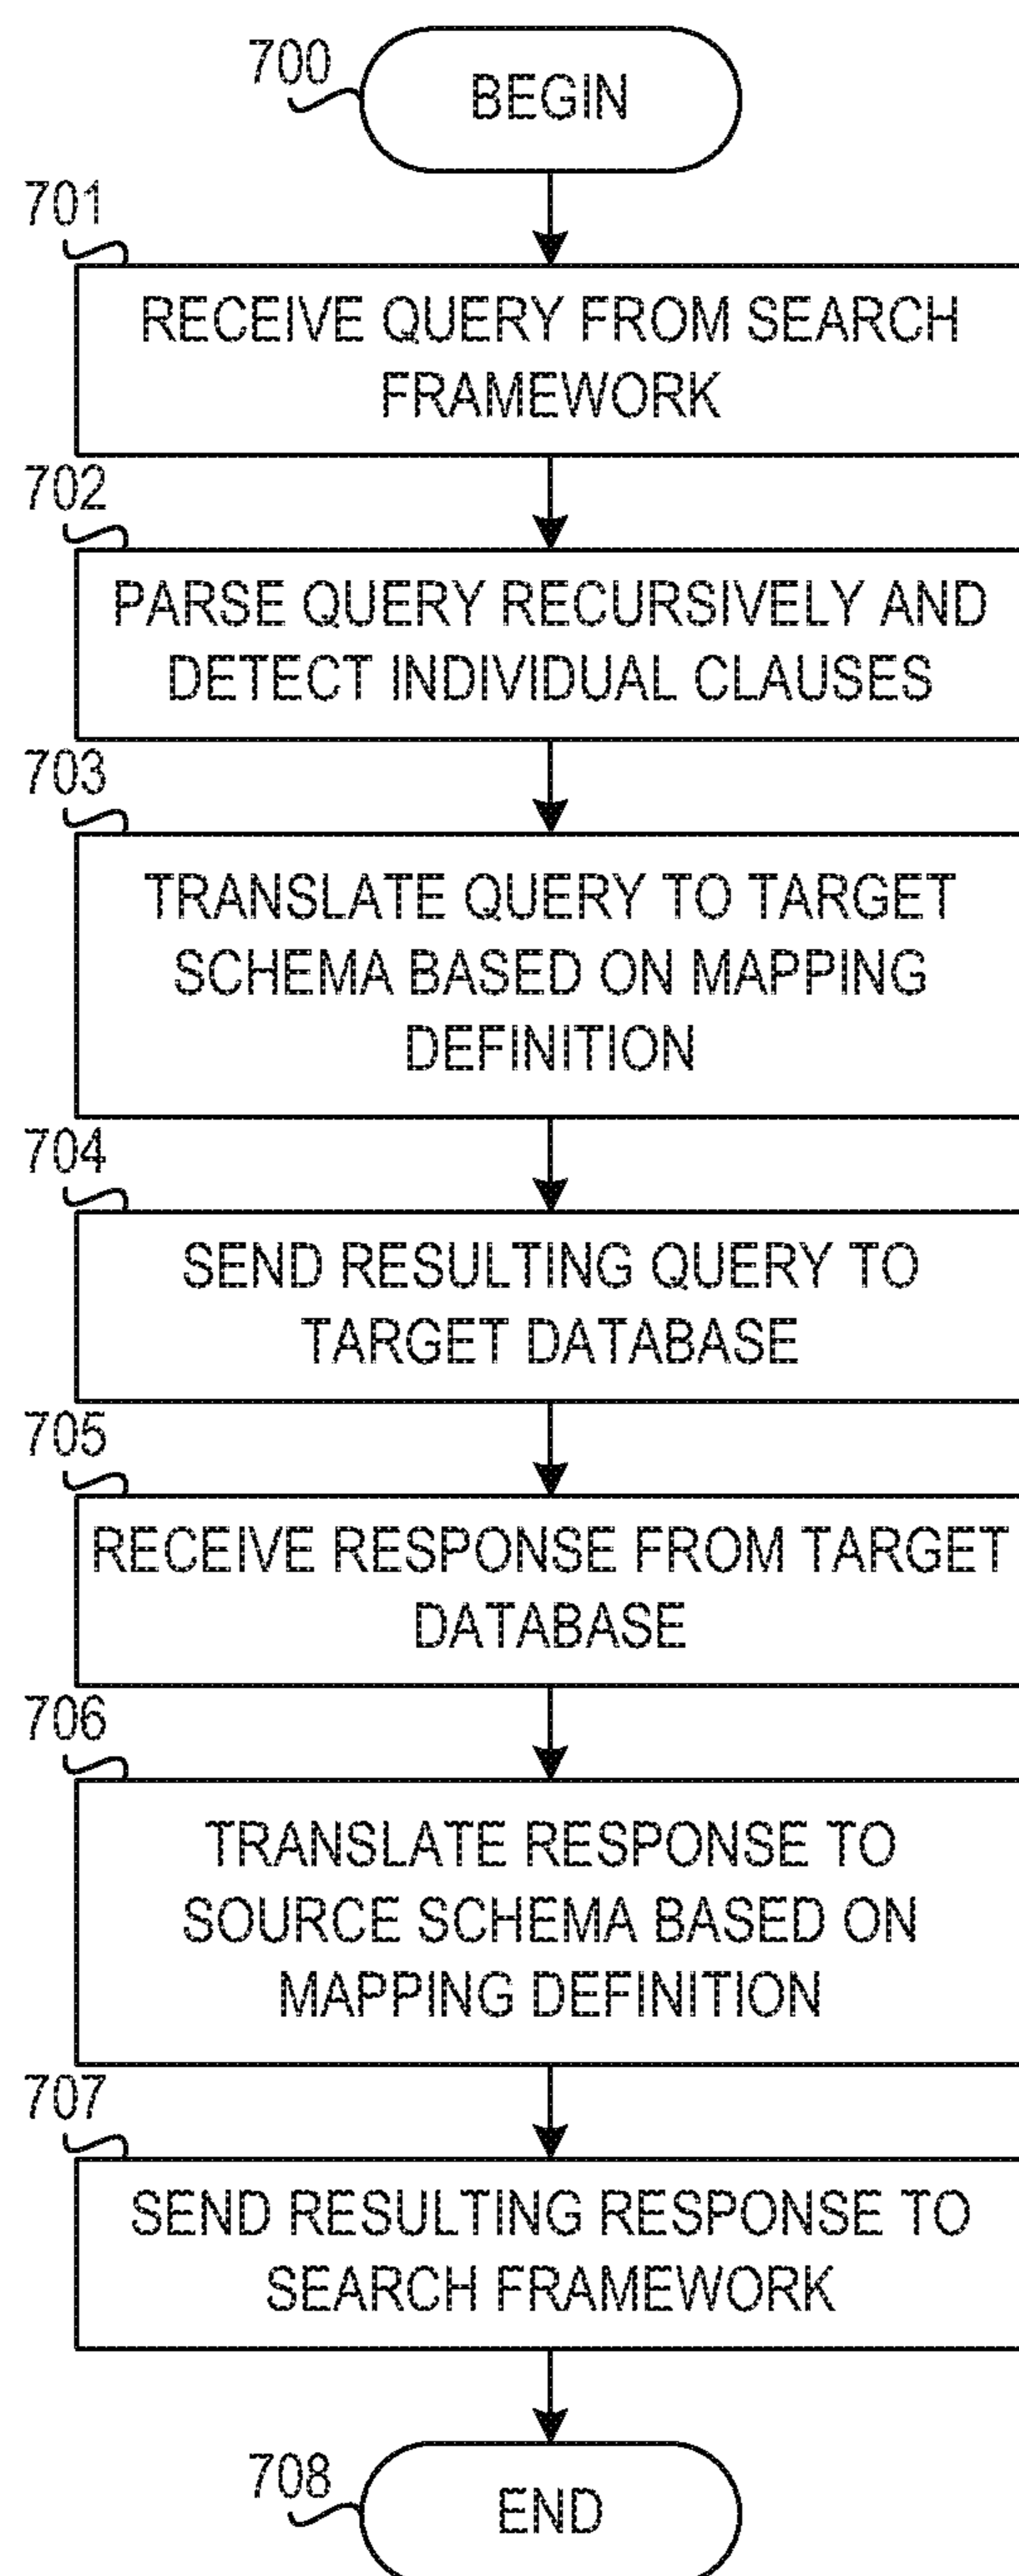 700
BEGIN
701
RECEIVE QUERY FROM SEARCH
FRAMEWORK
702
PARSE QUERY RECURSIVELY AND
DETECT INDIVIDUAL CLAUSES
703
TRANSLATE QUERY TO TARGET
SCHEMA BASED ON MAPPING
DEFINITION
704
SEND RESULTING QUERY TO
TARGET DATABASE
705
RECEIVE RESPONSE FROM TARGET
DATABASE
706
TRANSLATE RESPONSE TO
SOURCE SCHEMA BASED ON
MAPPING DEFINITION
707
SEND RESULTING RESPONSE TO
SEARCH FRAMEWORK
708
END